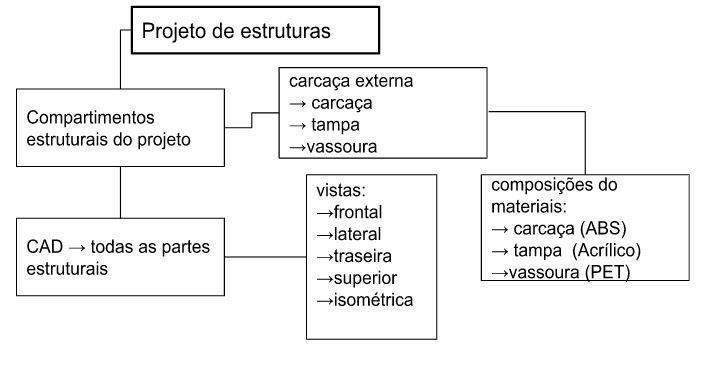 Projeto de estruturas
Compartimentos
estruturais do projeto
carcaça externa
→ carcaça
→ tampa
→vassoura
composições do
materiais:
→ carcaça (ABS)
→ tampa (Acrílico)
→vassoura (PET)
CAD → todas as partes
estruturais
vistas:
→frontal
→lateral
→traseira
→superior
→isométrica